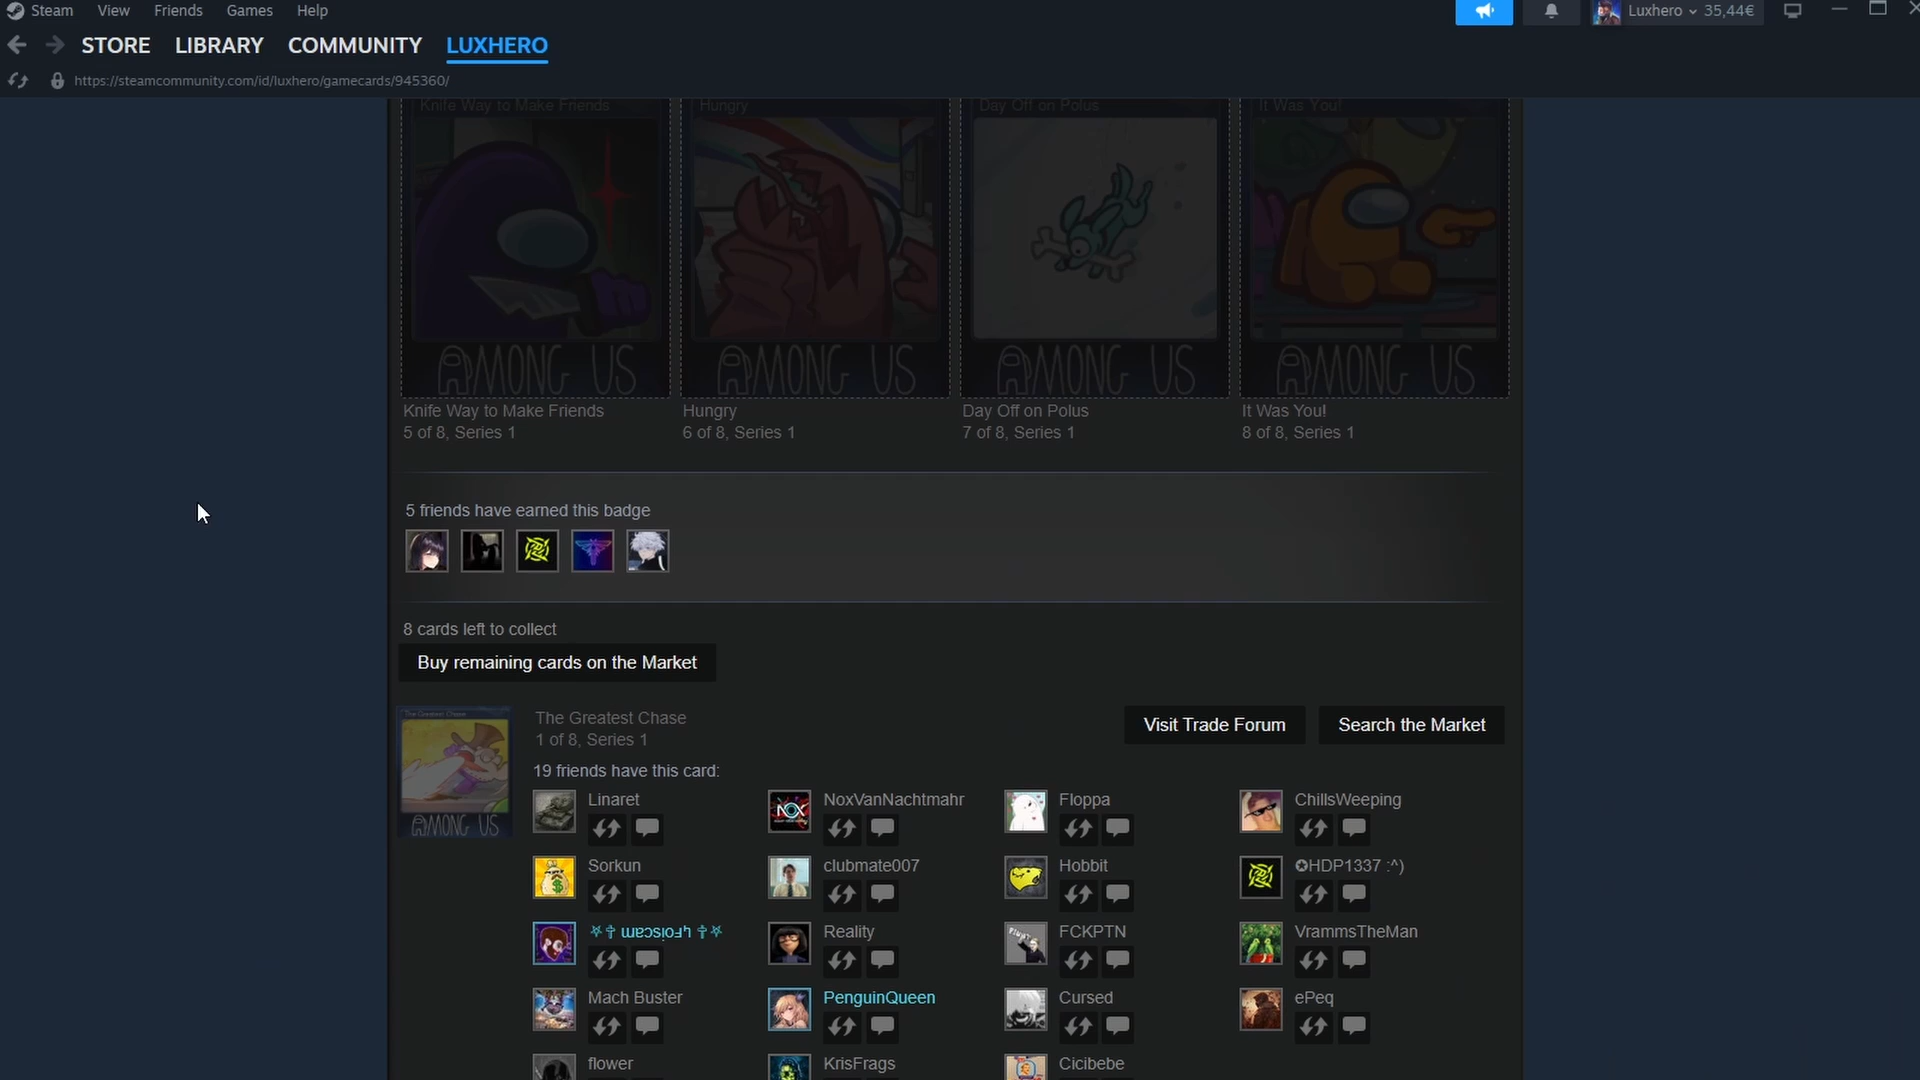 Steam View Friends Games Help
Luxhero 35,44€
STORE LIBRARY COMMUNITY LUXHERO
https://steamcommunity.com/id/luxhero/gamecards/945360/
Knife Way to Make Friends Hungry Day Off on Polus It Was You!
AMONG US AMONG US AMONG US AMONG US
Knife Way to Make Friends Hungry Day Off on Polus It Was You!
5 of 8, Series 1 6 of 8, Series 1 7 of 8, Series 1 8 of 8, Series 1
5 friends have earned this badge
8 cards left to collect
Buy remaining cards on the Market
The Greatest Chase
AMONG US
The Greatest Chase
1 of 8, Series 1
Visit Trade Forum Search the Market
19 friends have this card:
Linaret NoxVanNachtmahr Floppa ChillsWeeping
NOX
Sorkun clubmate007 Hobbit ✪HDP1337 :^)
Reality FCKPTN VrammsTheMan
Mach Buster PenguinQueen Cursed ePeq
flower KrisFrags Cicibebe